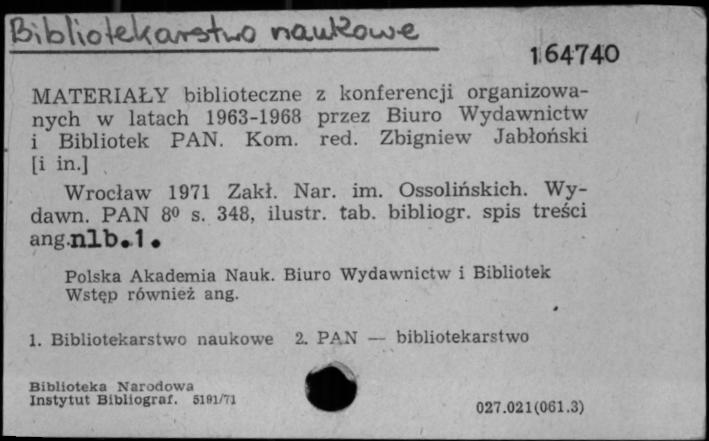 Bibliotekarstwo naukowe
164740
MATERIAŁY biblioteczne z konferencji organizowa-
nych w latach 1963-1968 przez Biuro Wydawnictw
i Bibliotek PAN. Kom. red. Zbigniew Jabłoński
[i in.]
Wrocław 1971 Zakł. Nar. im. Ossolińskich. Wy-
dawn. PAN 8⁰ s. 348, ilustr. tab. bibliogr. spis treści
ang.nlb.1.
Polska Akademia Nauk. Biuro Wydawnictw i Bibliotek
Wstęp również ang.
1. Bibliotekarstwo naukowe 2. PAN — bibliotekarstwo
Biblioteka Narodowa
Instytut Bibliograf. 5191/71
027.021(061.3)